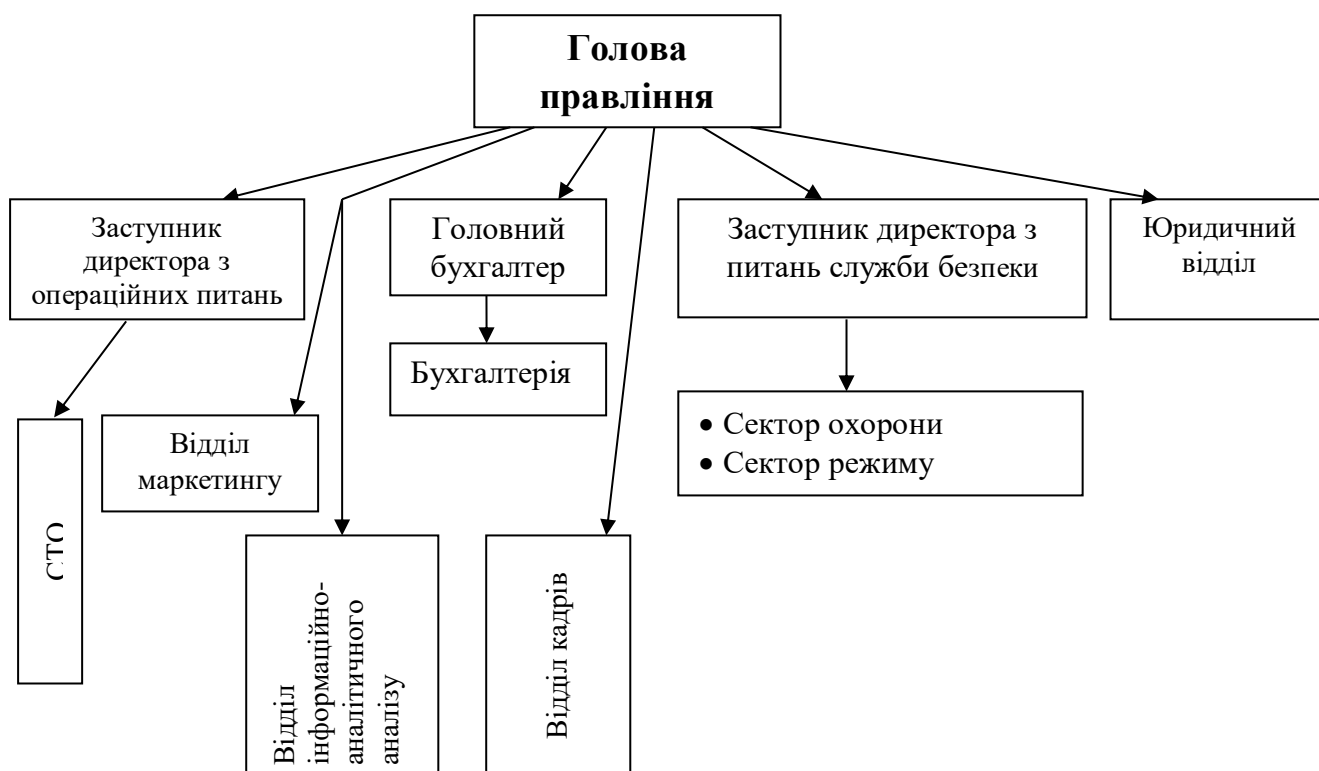 Голова
правління
Заступник
директора з
операційних питань
Головний
бухгалтер
Заступник директора з
питань служби безпеки
Юридичний
відділ
Бухгалтерія
• Сектор охорони
• Сектор режиму
Відділ
маркетингу
СТО
Відділ
інформаційно-
аналітичного
аналізу
Відділ кадрів